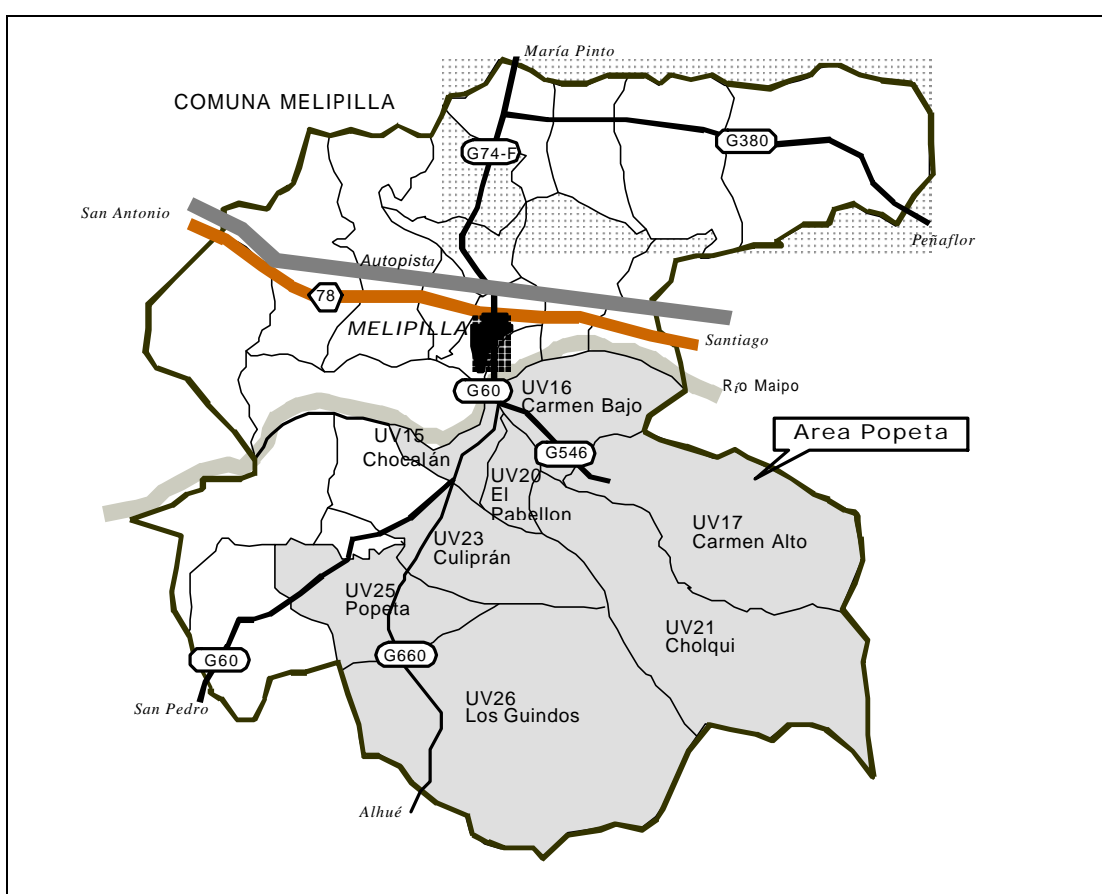 María Pinto
COMUNA MELIPILLA
G380
G74-F
San Antonio
Peñaflor
Autopista
78
MELIPILLA
Santiago
Río Maipo
G60
UV16
Carmen Bajo
Area Popeta
UV15
Chocalán
G546
UV20
El
Pabellon
UV17
Carmen Alto
UV23
Culiprán
UV25
Popeta
UV21
Cholqui
G60
G660
San Pedro
UV26
Los Guindos
Alhué